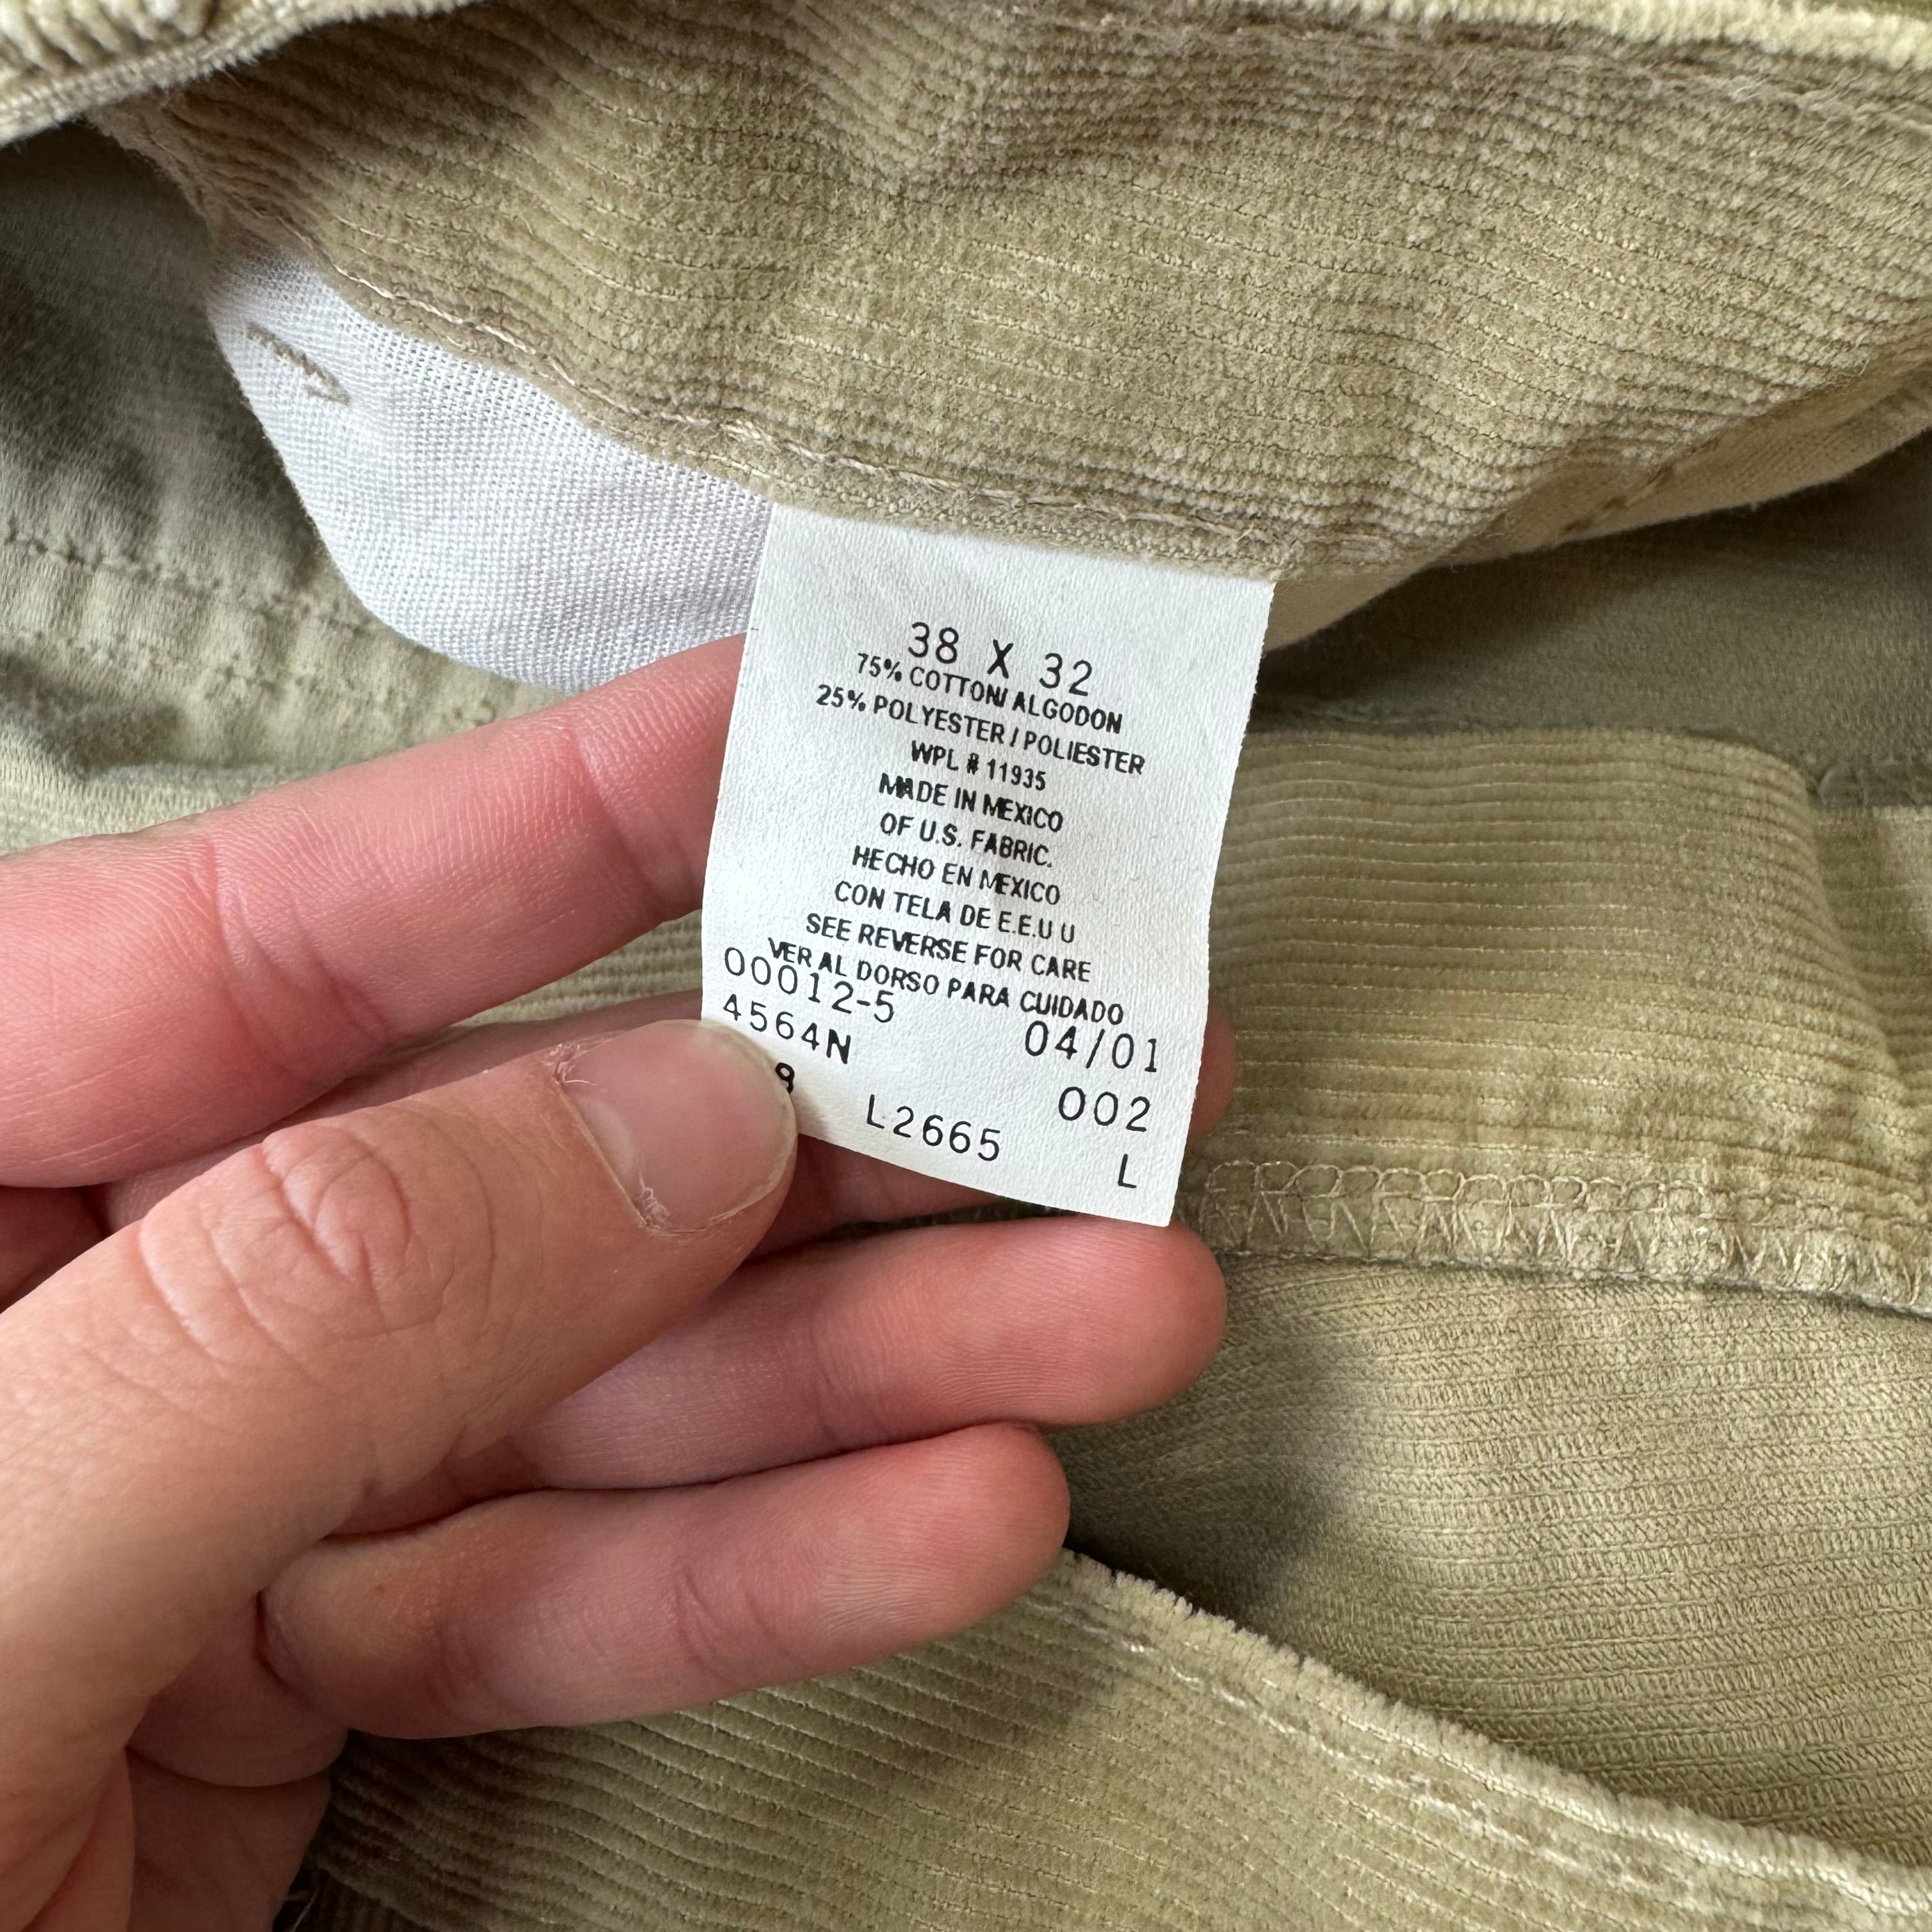 38 X 32
75% COTTON/ALGODON
25% POLYESTER / POLIESTER
WPL # 11935
MADE IN MEXICO
OF U.S. FABRIC.
HECHO EN MEXICO
CON TELA DE E.E.U U
SEE REVERSE FOR CARE
VER AL DORSO PARA CUIDADO
00012-5 04/01
4564N 002
L2665 L